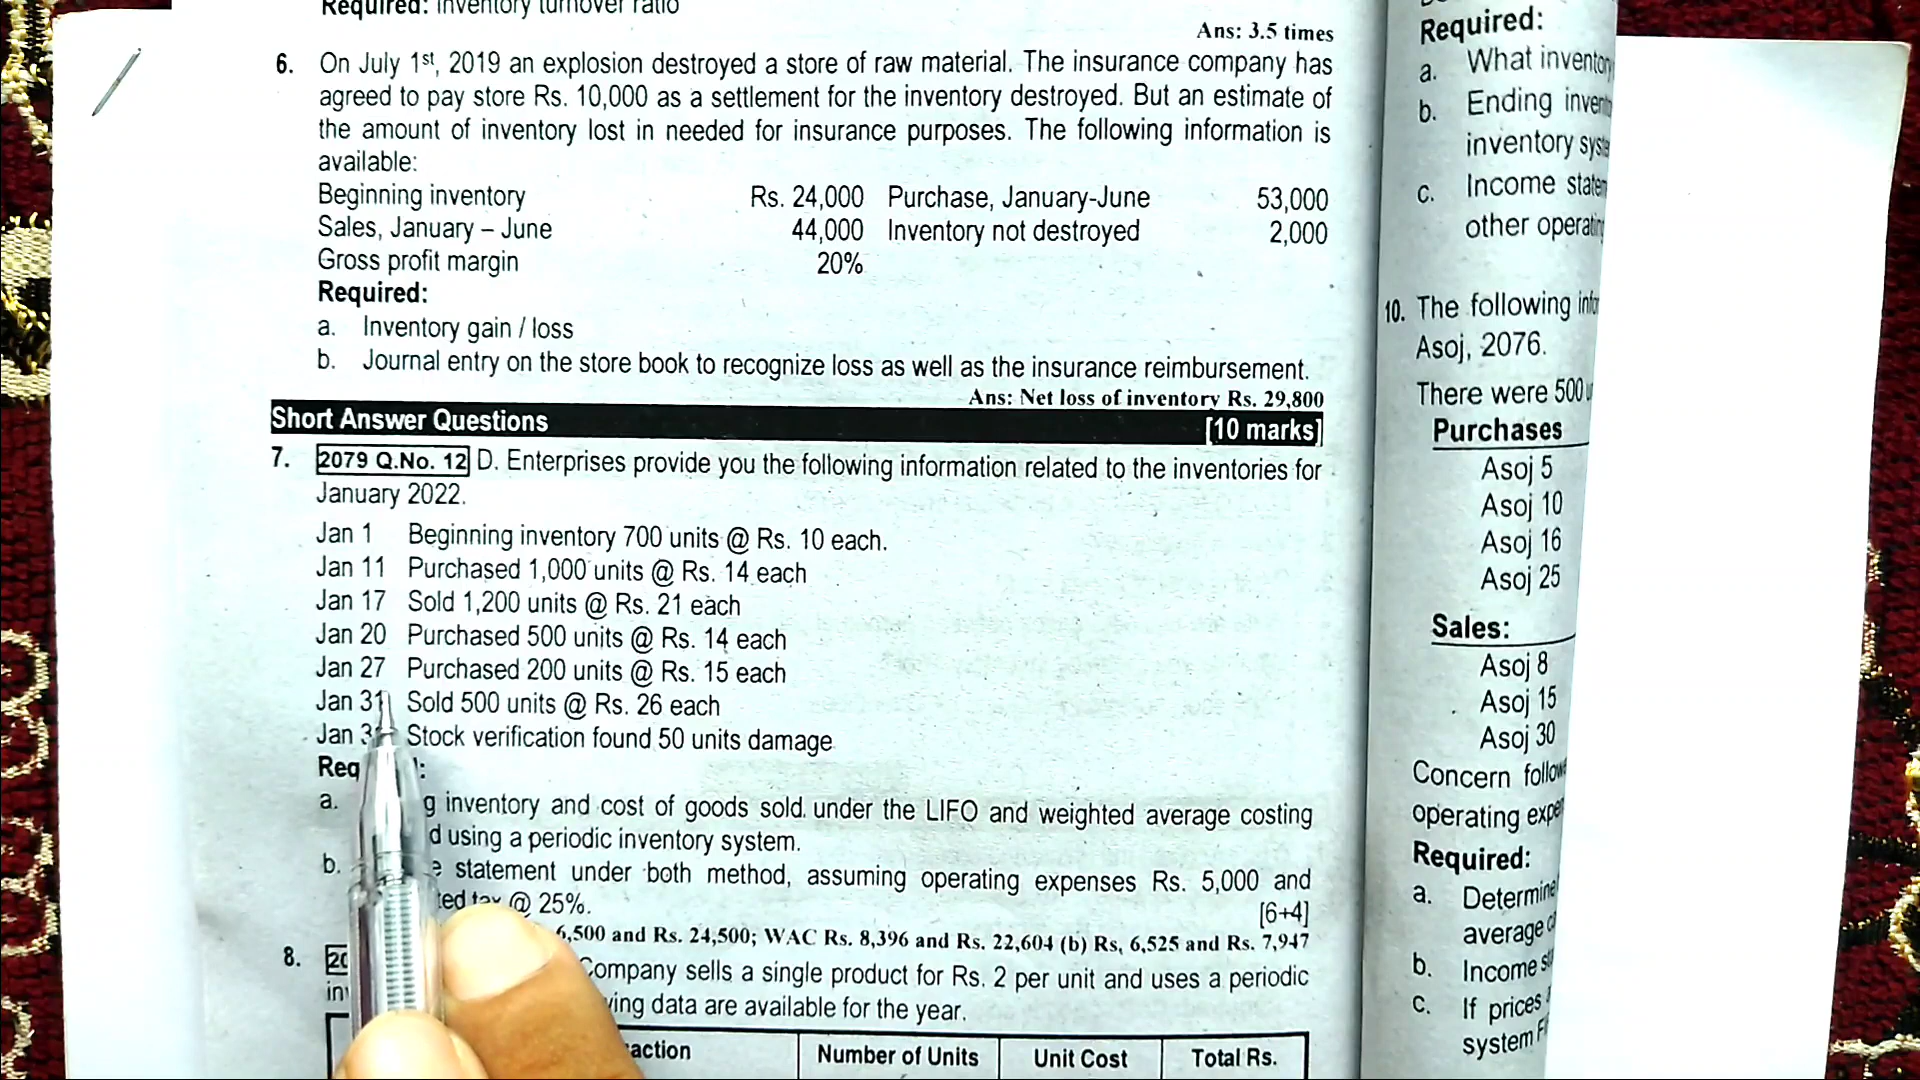 Required: Inventory turnover ratio
Ans: 3.5 times
6. On July 1st, 2019 an explosion destroyed a store of raw material. The insurance company has
agreed to pay store Rs. 10,000 as a settlement for the inventory destroyed. But an estimate of
the amount of inventory lost in needed for insurance purposes. The following information is
available:
Beginning inventory Rs. 24,000 Purchase, January-June 53,000
Sales, January – June 44,000 Inventory not destroyed 2,000
Gross profit margin 20%
Required:
a. Inventory gain / loss
b. Journal entry on the store book to recognize loss as well as the insurance reimbursement.
Ans: Net loss of inventory Rs. 29,800
Short Answer Questions [10 marks]
7. 2079 Q.No. 12 D. Enterprises provide you the following information related to the inventories for
January 2022.
Jan 1 Beginning inventory 700 units @ Rs. 10 each.
Jan 11 Purchased 1,000 units @ Rs. 14 each
Jan 17 Sold 1,200 units @ Rs. 21 each
Jan 20 Purchased 500 units @ Rs. 14 each
Jan 27 Purchased 200 units @ Rs. 15 each
Jan 31 Sold 500 units @ Rs. 26 each
Jan Stock verification found 50 units damage
a. inventory and cost of goods sold under the LIFO and weighted average costing
using a periodic inventory system.
b. statement under both method, assuming operating expenses Rs. 5,000 and
tax @ 25%. [6+4]
6,500 and Rs. 24,500; WAC Rs. 8,396 and Rs. 22,604 (b) Rs, 6,525 and Rs. 7,947
8. Company sells a single product for Rs. 2 per unit and uses a periodic
data are available for the year.
Number of Units Unit Cost Total Rs.
Required:
a. What
b. Ending
inventory
c. Income
other
10. The following
Asoj, 2076.
There were 500
Purchases
Asoj 5
Asoj 10
Asoj 16
Asoj 25
Sales:
Asoj 8
Asoj 15
Asoj 30
Concern
operating
Required:
a. Determine
average
b. Income
c. If prices
system